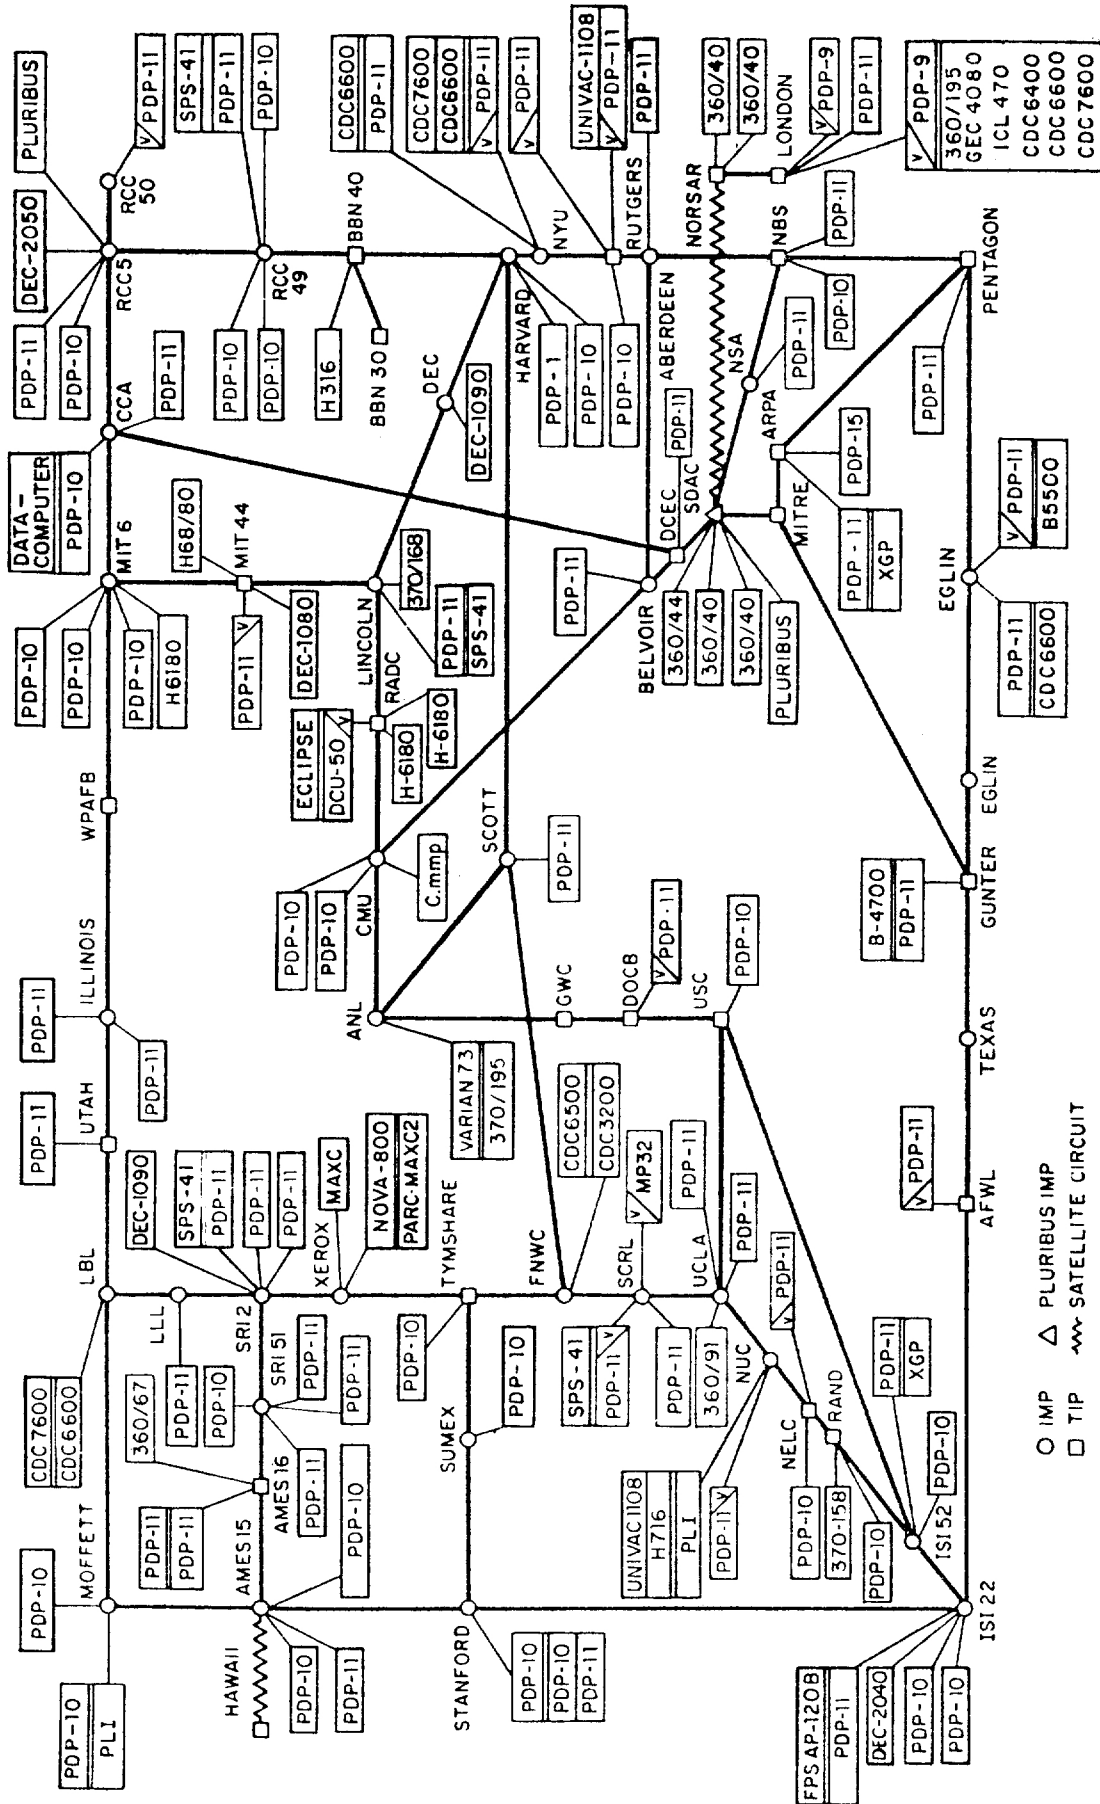 PDP-10
PLI
PDP-10
MOFFETT
CDC7600
CDC6600
LBL
PDP-11
UTAH
PDP-11
ILLINOIS
PDP-11
WPAFB
PDP-10
PDP-10
PDP-10
H6180
MIT 6
DATA-
COMPUTER
PDP-10
CCA
PDP-11
PDP-11
PDP-10
DEC-2050
PLURIBUS
RCC5
RCC
50
V
PDP-11
HAWAII
AMES15
PDP-10
PDP-11
PDP-10
PDP-11
PDP-11
360/67
AMES16
PDP-11
LLL
PDP-11
PDP-10
SRI 51
PDP-11
PDP-11
SRI 2
DEC-1090
SPS-41
PDP-11
PDP-11
PDP-11
XEROX
MAXC
NOVA-800
PARC-MAXC2
H68/80
MIT 44
V
PDP-11
DEC-1080
PDP-10
PDP-10
RCC
49
SPS-41
PDP-11
PDP-10
H316
BBN 40
BBN 30
ANL
VARIAN 73
370/195
CMU
PDP-10
PDP-10
C.mmp
RADC
ECLIPSE
DCU-50
V
H-6180
H-6180
LINCOLN
370/168
PDP-11
SPS-41
DEC
DEC-1090
HARVARD
PDP-1
PDP-10
CDC6600
PDP-11
NYU
CDC7600
CDC6600
V
PDP-11
V
PDP-11
PDP-10
STANFORD
PDP-10
PDP-10
PDP-11
SUMEX
PDP-10
TYMSHARE
PDP-10
SCOTT
PDP-11
FNWC
CDC6500
CDC3200
GWC
DOCB
V
PDP-11
USC
PDP-10
SCRL
V
MP32
SPS-41
PDP-11
V
PDP-11
UCLA
PDP-11
PDP-11
360/91
NUC
UNIVAC1108
H716
PLI
PDP-11
V
NELC
V
PDP-11
PDP-10
RAND
370-158
PDP-10
ISI 52
PDP-11
XGP
PDP-10
ISI 22
FPS AP-120B
PDP-11
DEC-2040
PDP-10
PDP-10
BELVOIR
PDP-11
DCEC
PDP-11
ABERDEEN
RUTGERS
UNIVAC-1108
V
PDP-11
PDP-11
SDAC
360/44
360/40
360/40
PLURIBUS
NORSAR
360/40
360/40
LONDON
V
PDP-9
PDP-11
V
PDP-9
360/195
GEC 4080
ICL 470
CDC6400
CDC6600
CDC7600
NSA
PDP-11
NBS
PDP-11
PDP-10
MITRE
ARPA
PDP-15
PDP-11
XGP
AFWL
V
PDP-11
TEXAS
GUNTER
B-4700
PDP-11
EGLIN
EGLIN
V
PDP-11
B5500
PDP-11
CDC6600
PENTAGON
PDP-11
IMP
TIP
PLURIBUS IMP
SATELLITE CIRCUIT